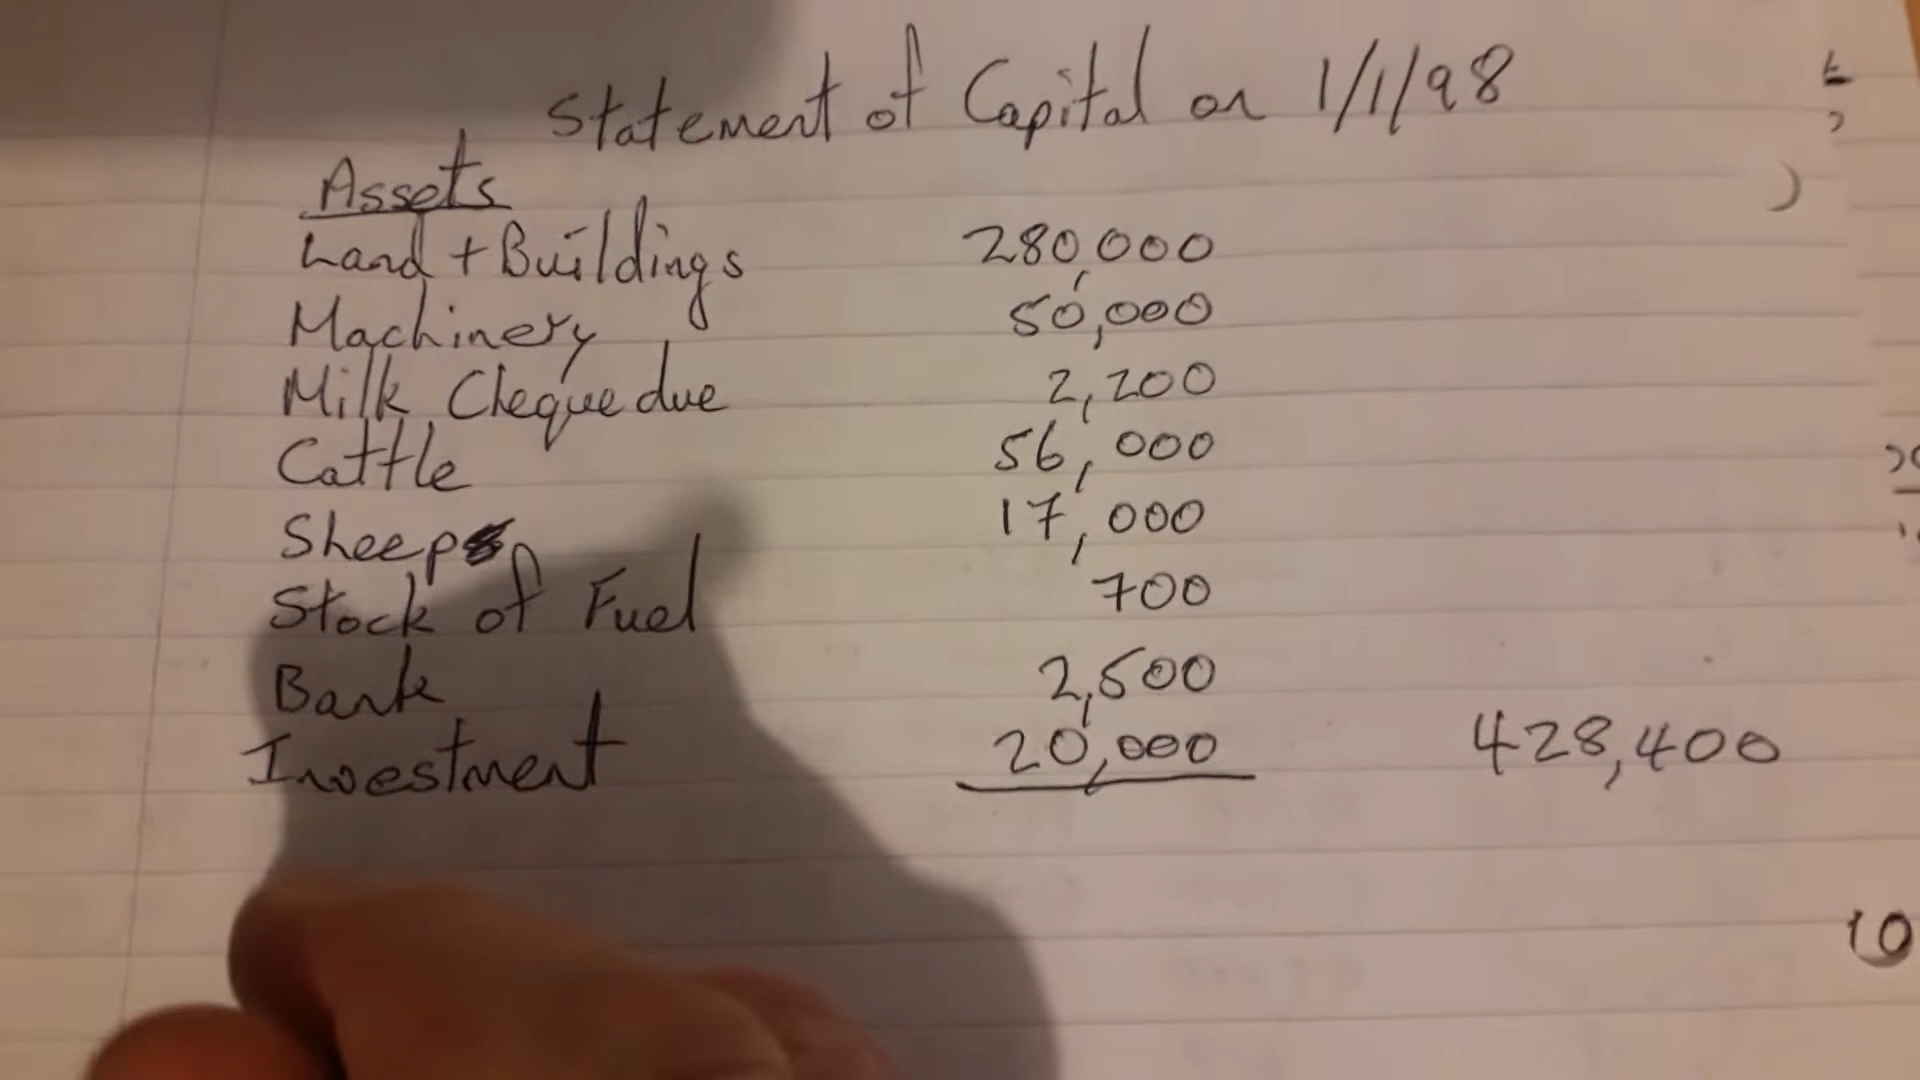 Statement of Capital on 1/1/98
Assets
Land + Buildings 280,000
Machinery 50,000
Milk Cheque due 2,200
Cattle 56,000
Sheep 17,000
Stock of Fuel 700
Bank 2,500
Investment 20,000 428,400
10